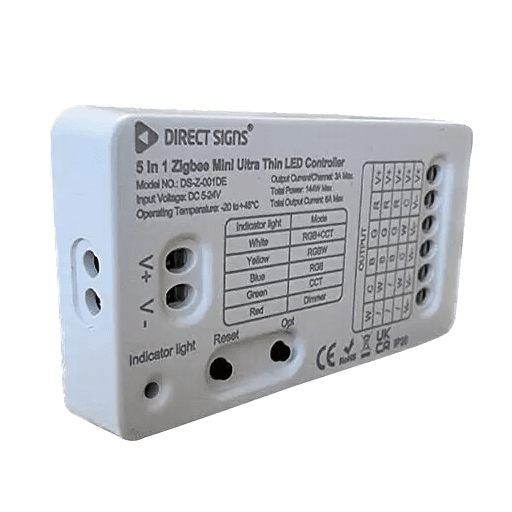 DIRECT SIGNS®
5 in 1 Zigbee Mini Ultra Thin LED Controller
Model NO.: DS-Z-001DE
Input Voltage: DC 5-24V
Operating Temperature: -20 to +45°C
Output Current/Channel: 3A Max.
Total Power: 144W Max
Total Output Current: 6A Max.
Indicator light Mode
White RGB+CCT
Yellow RGBW
Blue RGB
Green CCT
Red Dimmer
OUTPUT
V+ V+ V+ V+ V+
R R R
G G G
B B B
V+
V -
Indicator light
Reset
Opt
CE
RoHS
UK
CA
IP20